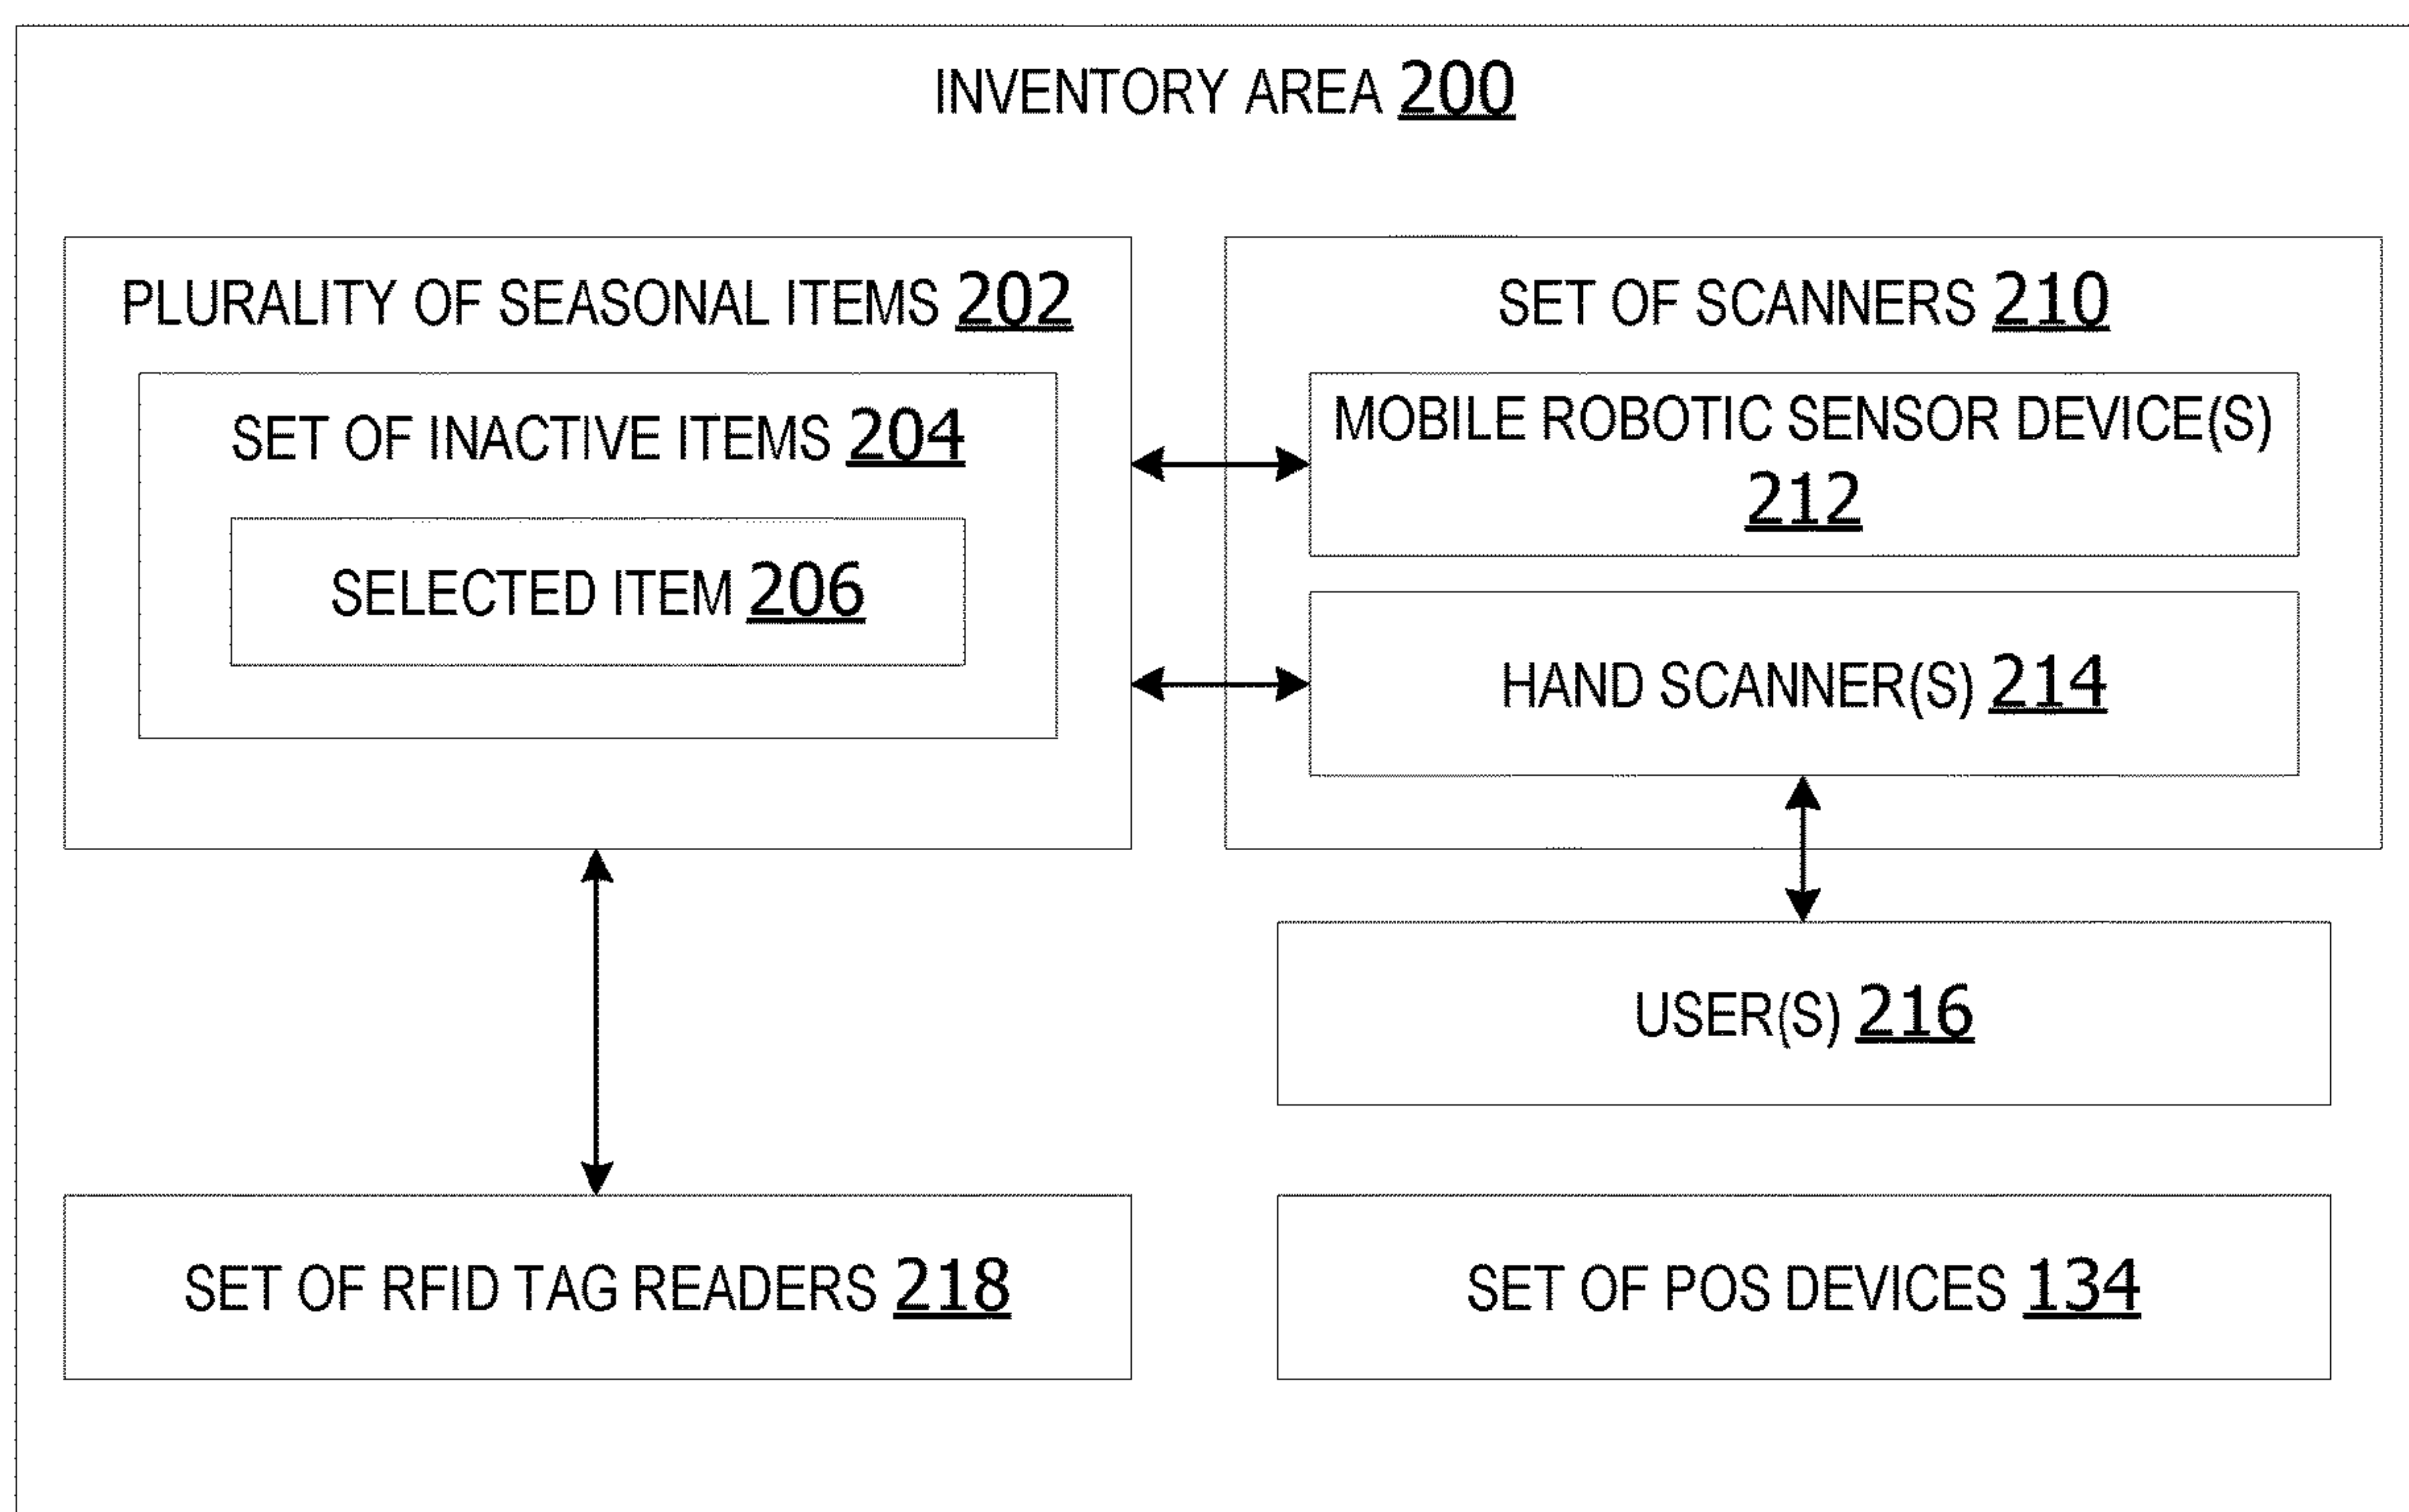 INVENTORY AREA 200
PLURALITY OF SEASONAL ITEMS 202
SET OF INACTIVE ITEMS 204
SELECTED ITEM 206
SET OF SCANNERS 210
MOBILE ROBOTIC SENSOR DEVICE(S)
212
HAND SCANNER(S) 214
USER(S) 216
SET OF RFID TAG READERS 218
SET OF POS DEVICES 134